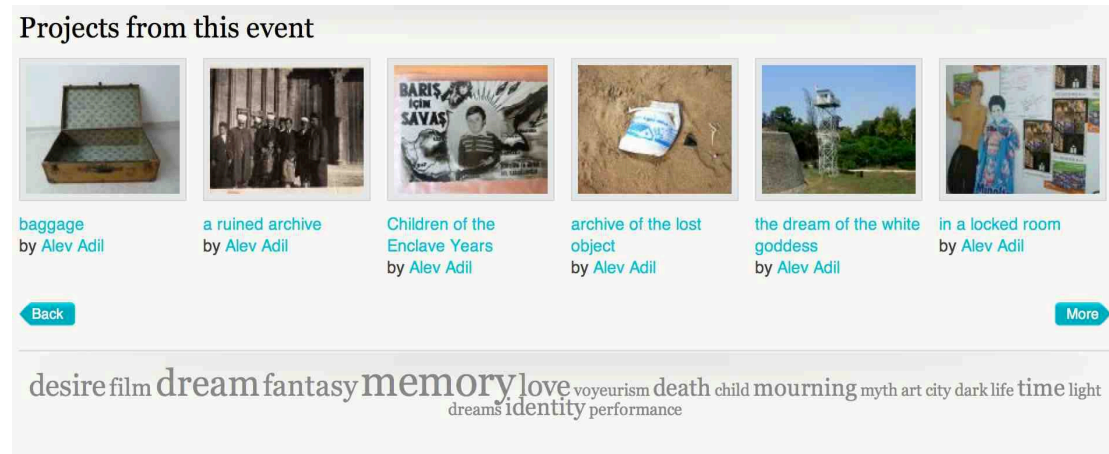 Projects from this event
BARIŞ
İÇİN
SAVAŞ
baggage
by Alev Adil
a ruined archive
by Alev Adil
Children of the
Enclave Years
by Alev Adil
archive of the lost
object
by Alev Adil
the dream of the white
goddess
by Alev Adil
in a locked room
by Alev Adil
Back
More
desire film dream fantasy memory love voyeurism death child mourning myth art city dark life time light
dreams identity performance